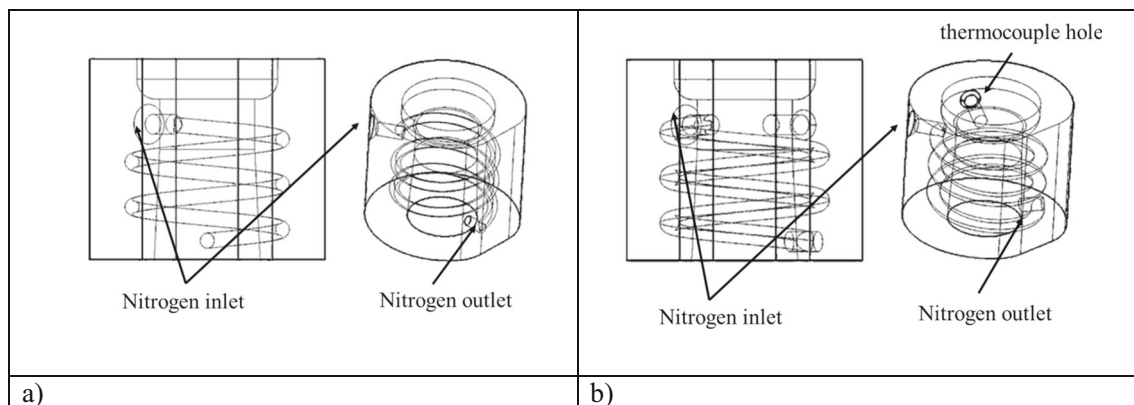 Nitrogen inlet
Nitrogen outlet
a)
thermocouple hole
Nitrogen inlet
Nitrogen outlet
b)